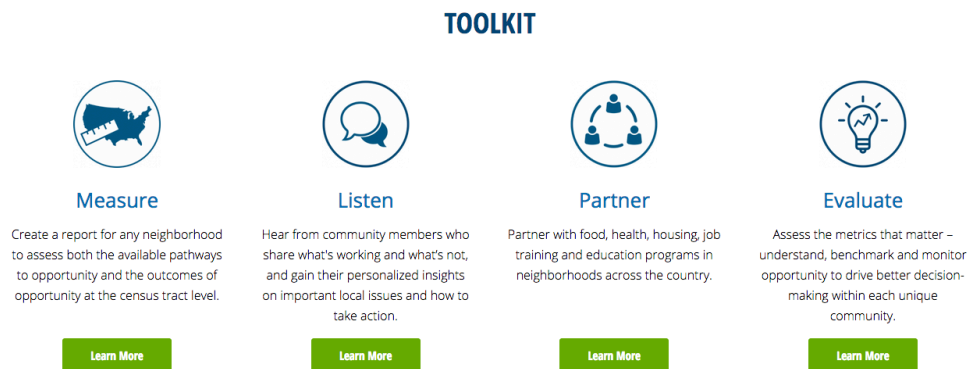 TOOLKIT
Measure
Create a report for any neighborhood
to assess both the available pathways
to opportunity and the outcomes of
opportunity at the census tract level.
Learn More
Listen
Hear from community members who
share what's working and what's not,
and gain their personalized insights
on important local issues and how to
take action.
Learn More
Partner
Partner with food, health, housing, job
training and education programs in
neighborhoods across the country.
Learn More
Evaluate
Assess the metrics that matter –
understand, benchmark and monitor
opportunity to drive better decision-
making within each unique
community.
Learn More